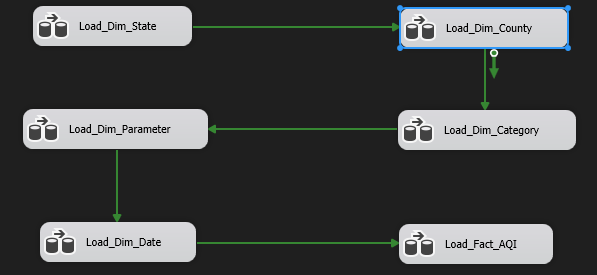 Load_Dim_State
Load_Dim_County
Load_Dim_Parameter
Load_Dim_Category
Load_Dim_Date
Load_Fact_AQI